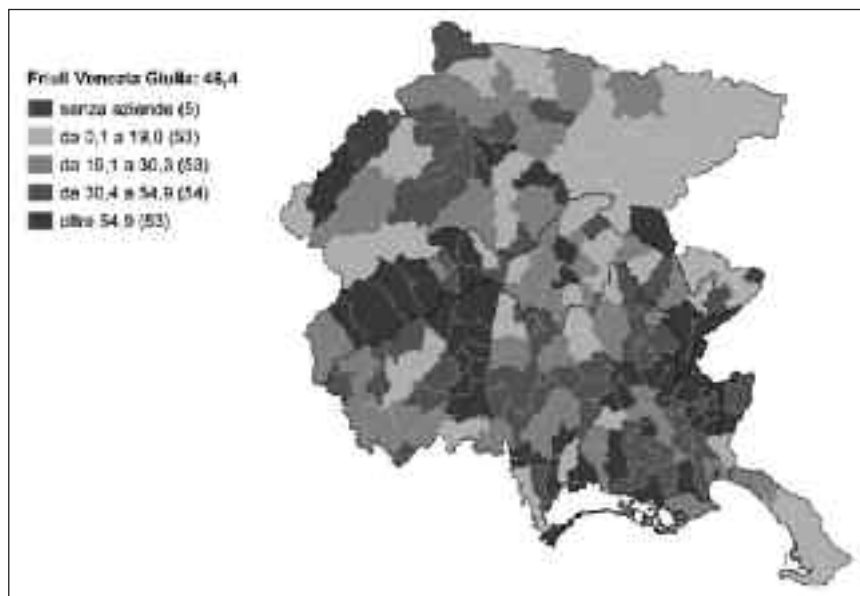 Friuli Venezia Giulia: 46,4
senza aziende (5)
da 0,1 a 19,0 (53)
da 19,1 a 30,3 (53)
da 30,4 a 54,9 (54)
oltre 54,9 (53)